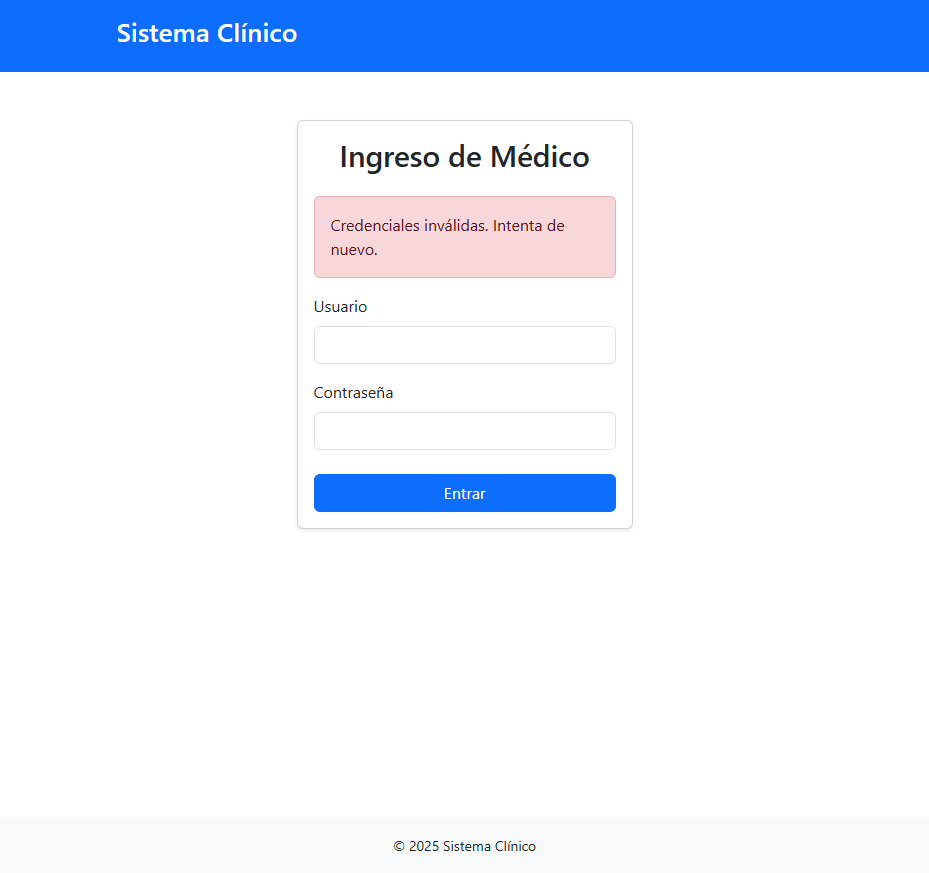 Sistema Clínico
Ingreso de Médico
Credenciales inválidas. Intenta de
nuevo.
Usuario
Contraseña
Entrar
© 2025 Sistema Clínico